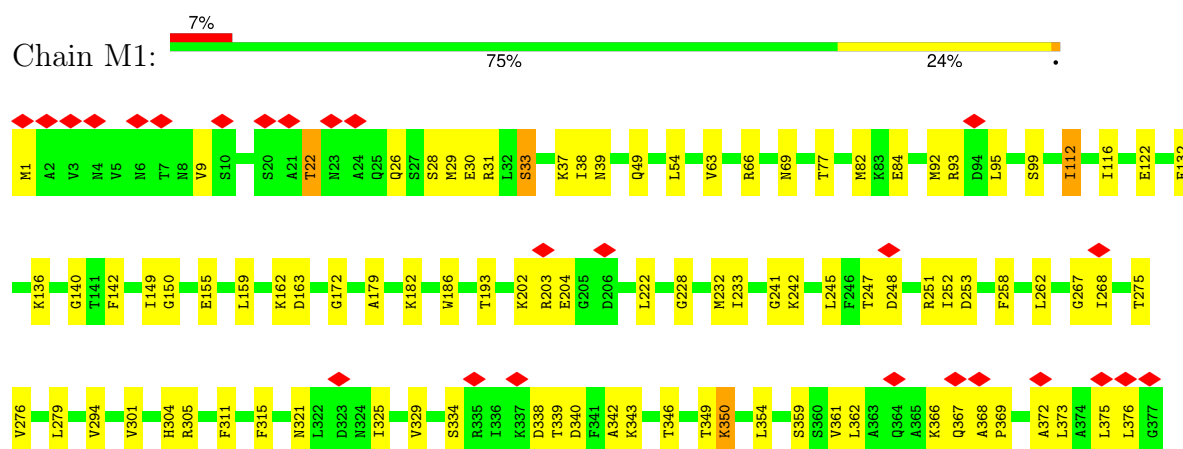 7%
Chain M1:
75% 24% •
M1 A2 V3 N4 V5 N6 T7 N8 V9 S10 S20 A21 T22 N23 A24 Q25 Q26 S27 S28 M29 E30 R31 L32 S33 K37 I38 N39 Q49 L54 V63 R66 N69 T77 M82 K83 E84 M92 R93 D94 L95 S99 I112 I116 E122
K136 G140 T141 F142 I149 G150 E155 L159 K162 D163 G172 A179 K182 W186 T193 K202 R203 E204 G205 D206 L222 G228 M232 I233 G241 K242 L245 F246 T247 D248 R251 I252 D253 F258 L262 G267 I268 T275
V276 L279 V294 V301 H304 R305 F311 F315 N321 L322 D323 N324 I325 V329 S334 R335 I336 K337 D338 T339 D340 F341 A342 K343 T346 T349 K350 L354 S359 S360 V361 L362 A363 Q364 A365 K366 Q367 A368 P369 A372 L373 A374 L375 L376 G377